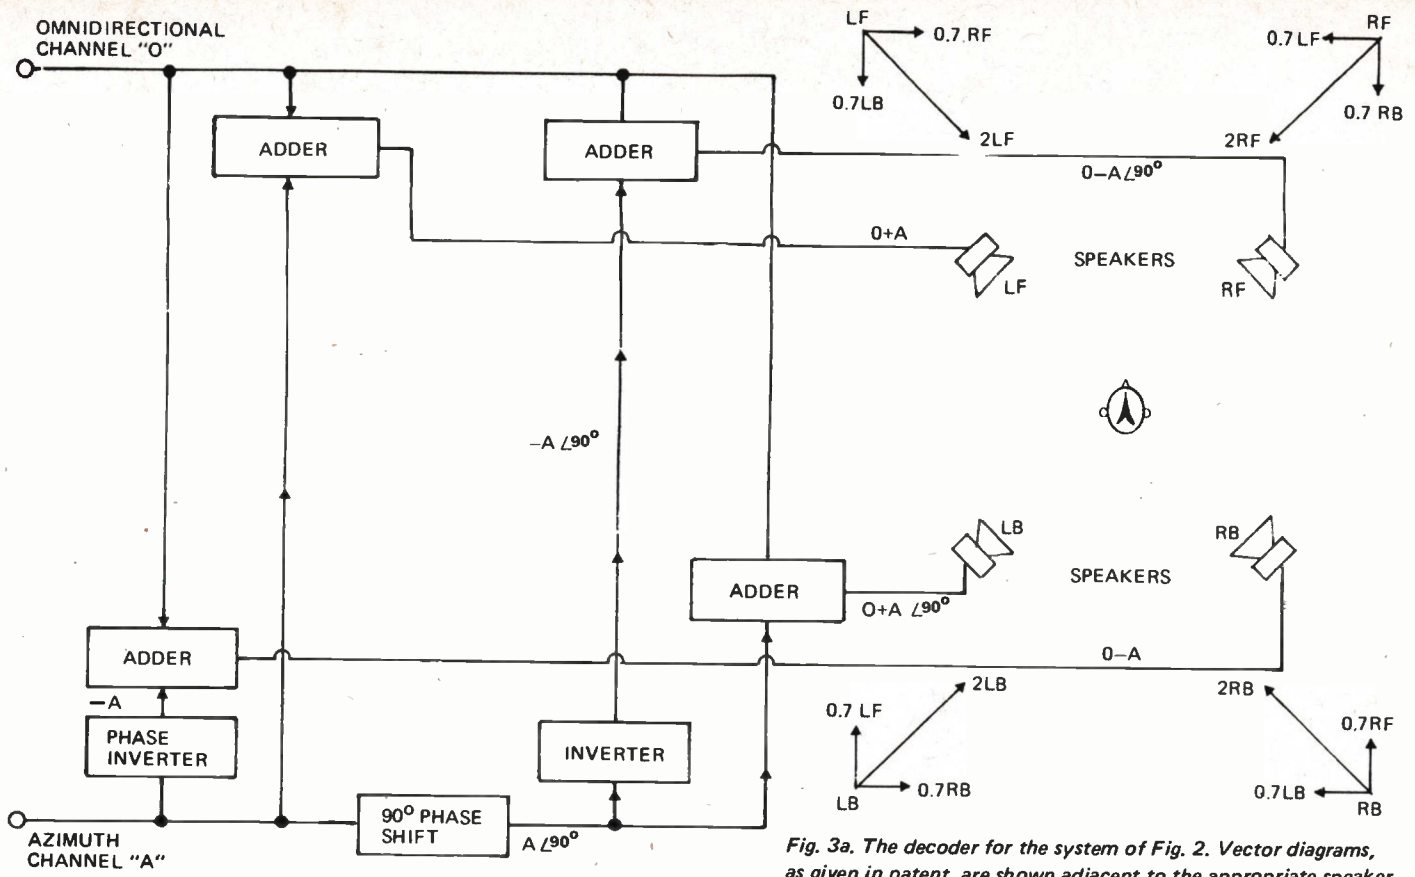 OMNIDIRECTIONAL
CHANNEL "O"
LF
0.7 RF
0.7LB
2LF
RF
0.7 LF
0.7 RB
2RF
ADDER
ADDER
0–A∠90°
0+A
SPEAKERS
LF
RF
–A ∠90°
LB
RB
SPEAKERS
ADDER
O+A ∠90°
ADDER
0–A
–A
PHASE
INVERTER
INVERTER
2LB
0.7 LF
0.7RB
LB
2RB
0.7RF
0.7LB
RB
90° PHASE
SHIFT
A∠90°
AZIMUTH
CHANNEL "A"
Fig. 3a. The decoder for the system of Fig. 2. Vector diagrams,
as given in patent, are shown adjacent to the appropriate speaker